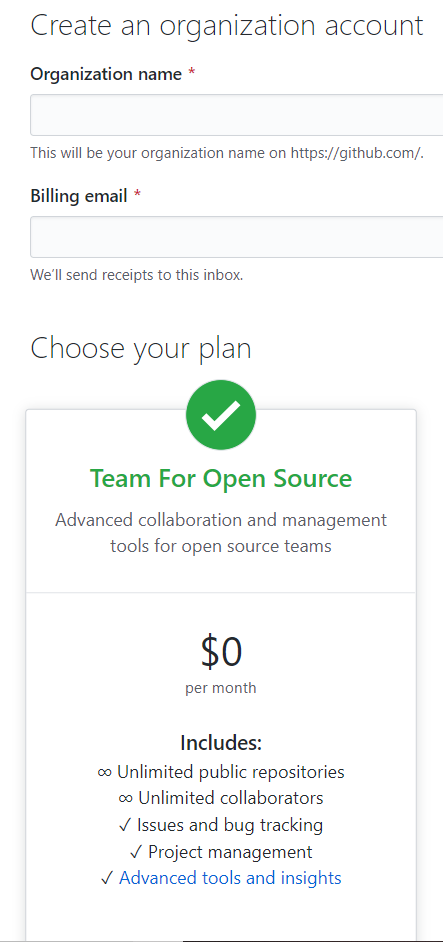 Create an organization account
Organization name *
This will be your organization name on https://github.com/.
Billing email *
We'll send receipts to this inbox.
Choose your plan
Team For Open Source
Advanced collaboration and management
tools for open source teams
$0
per month
Includes:
∞ Unlimited public repositories
∞ Unlimited collaborators
✓ Issues and bug tracking
✓ Project management
✓ Advanced tools and insights